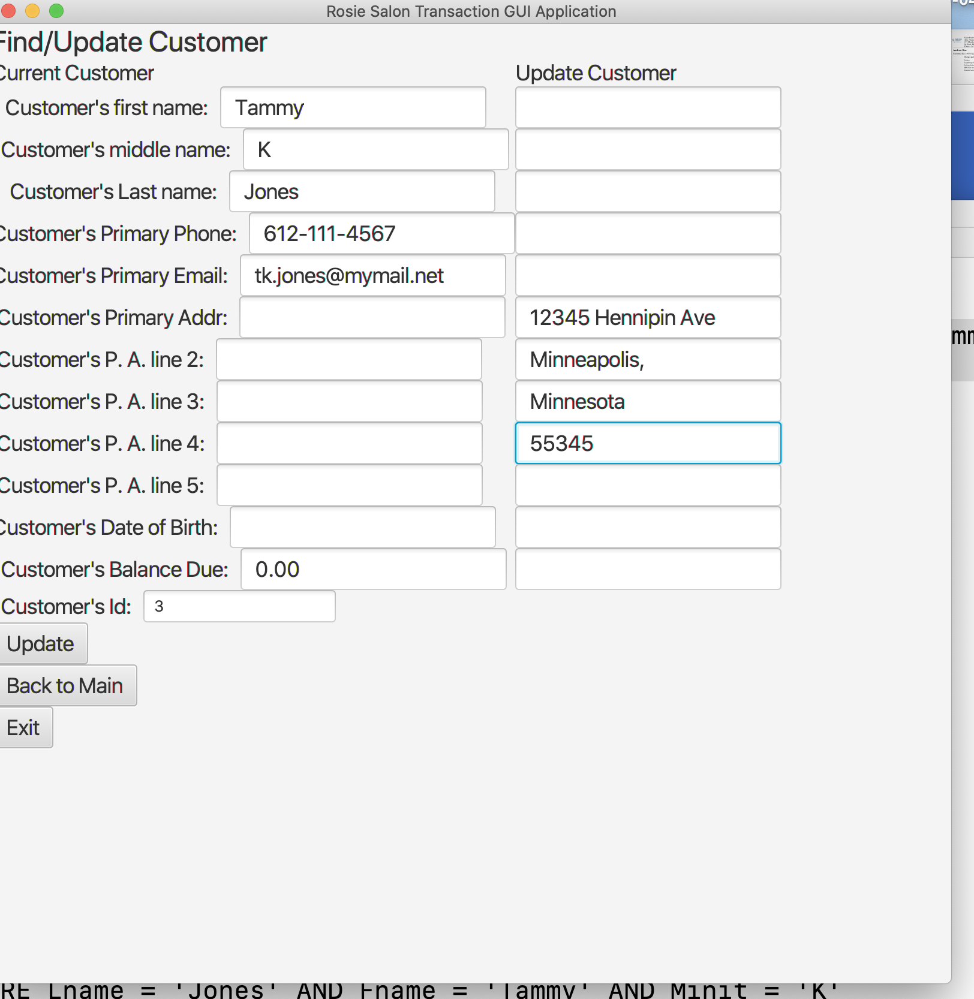 Rosie Salon Transaction GUI Application
Find/Update Customer
Current Customer Update Customer
Customer's first name: Tammy
Customer's middle name: K
Customer's Last name: Jones
Customer's Primary Phone: 612-111-4567
Customer's Primary Email: tk.jones@mymail.net
Customer's Primary Addr: 12345 Hennipin Ave
Customer's P. A. line 2: Minneapolis,
Customer's P. A. line 3: Minnesota
Customer's P. A. line 4: 55345
Customer's P. A. line 5:
Customer's Date of Birth:
Customer's Balance Due: 0.00
Customer's Id: 3
Update
Back to Main
Exit
RE Lname = 'Jones' AND Fname = 'Tammy' AND Minit = 'K'